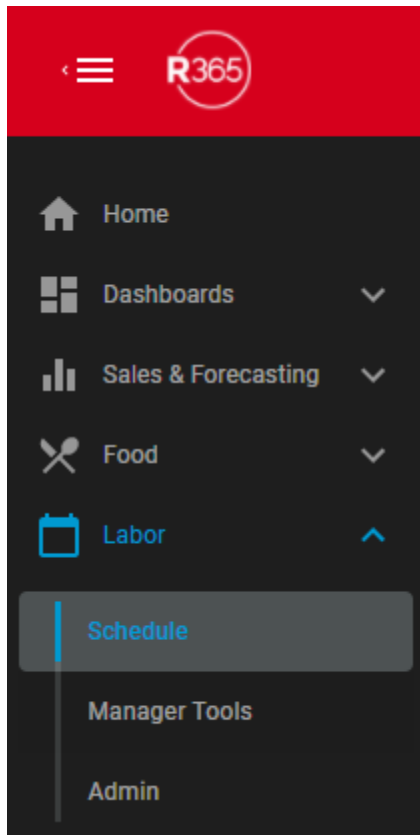 R365
Home
Dashboards
Sales & Forecasting
Food
Labor
Schedule
Manager Tools
Admin